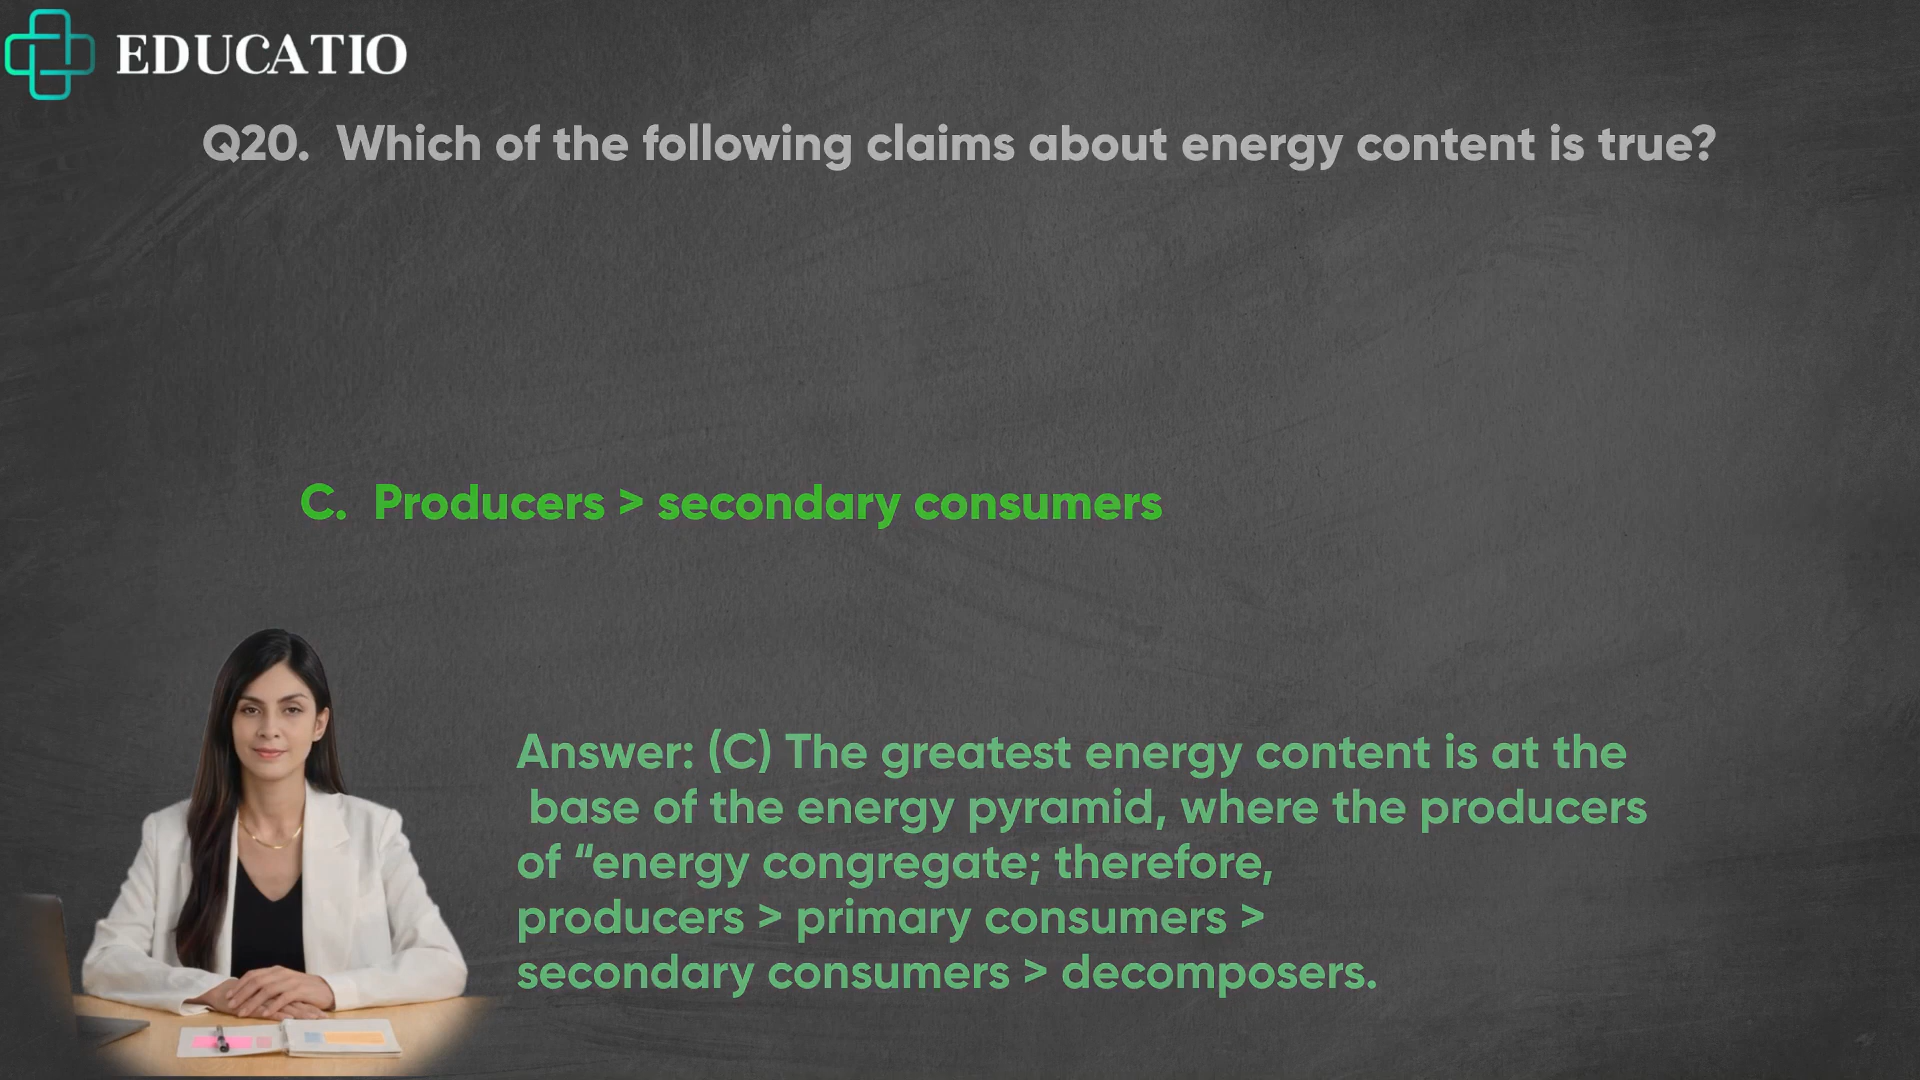 EDUCATIO
Q20. Which of the following claims about energy content is true?
C. Producers > secondary consumers
Answer: (C) The greatest energy content is at the
base of the energy pyramid, where the producers
of “energy congregate; therefore,
producers > primary consumers >
secondary consumers > decomposers.